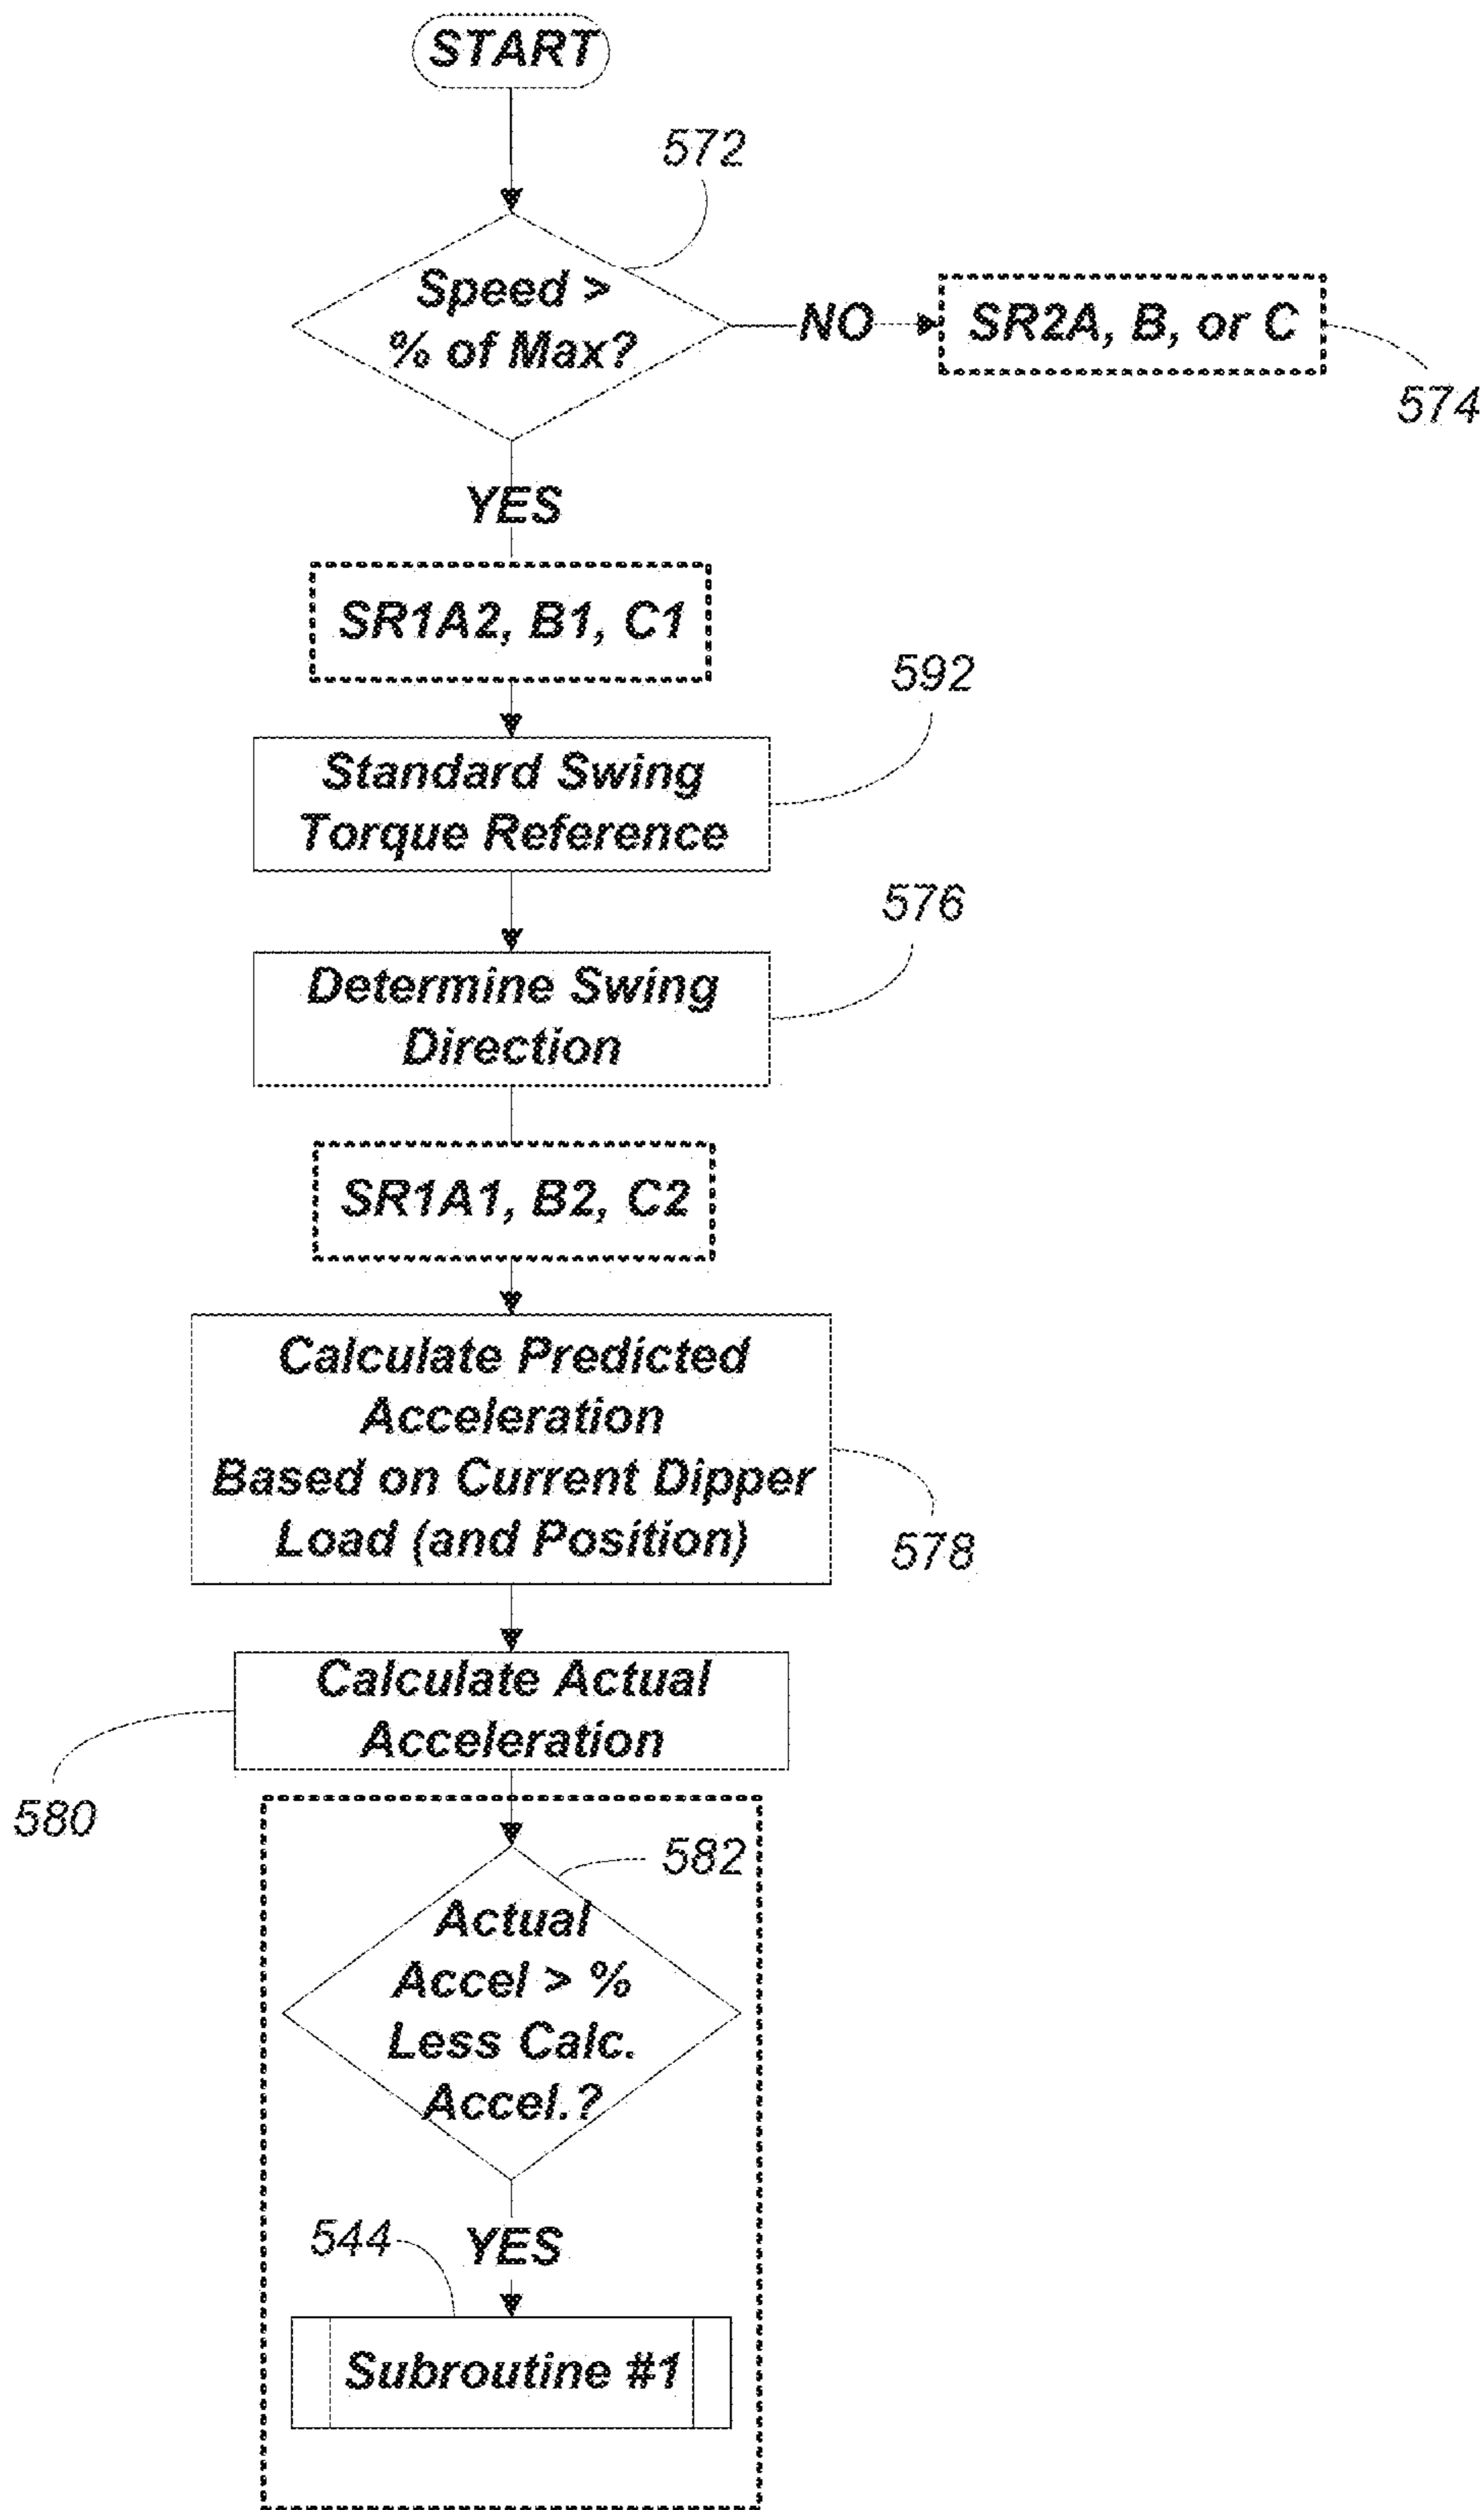 START
572
Speed >
% of Max?
NO
SR2A, B, or C
574
YES
SR1A2, B1, C1
592
Standard Swing
Torque Reference
576
Determine Swing
Direction
SR1A1, B2, C2
Calculate Predicted
Acceleration
Based on Current Dipper
Load (and Position)
578
Calculate Actual
Acceleration
580
582
Actual
Accel > %
Less Calc.
Accel.?
544
YES
Subroutine #1